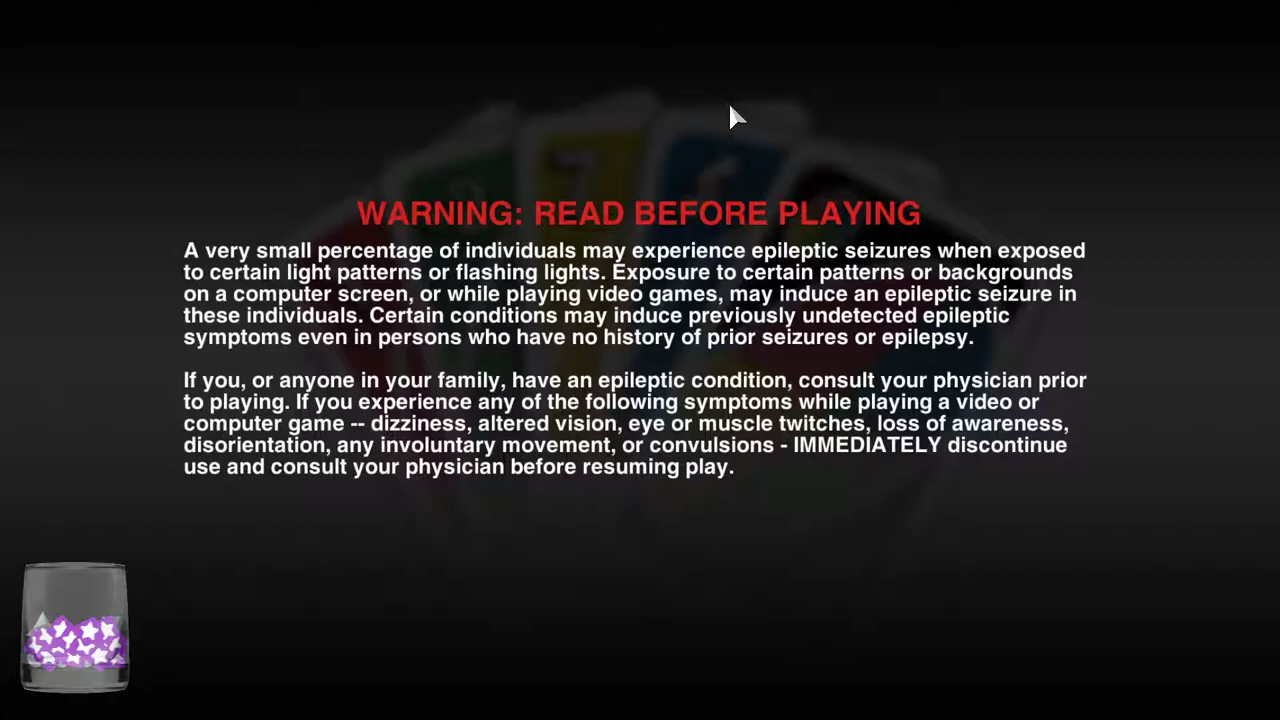 WARNING: READ BEFORE PLAYING
A very small percentage of individuals may experience epileptic seizures when exposed
to certain light patterns or flashing lights. Exposure to certain patterns or backgrounds
on a computer screen, or while playing video games, may induce an epileptic seizure in
these individuals. Certain conditions may induce previously undetected epileptic
symptoms even in persons who have no history of prior seizures or epilepsy.
If you, or anyone in your family, have an epileptic condition, consult your physician prior
to playing. If you experience any of the following symptoms while playing a video or
computer game -- dizziness, altered vision, eye or muscle twitches, loss of awareness,
disorientation, any involuntary movement, or convulsions - IMMEDIATELY discontinue
use and consult your physician before resuming play.